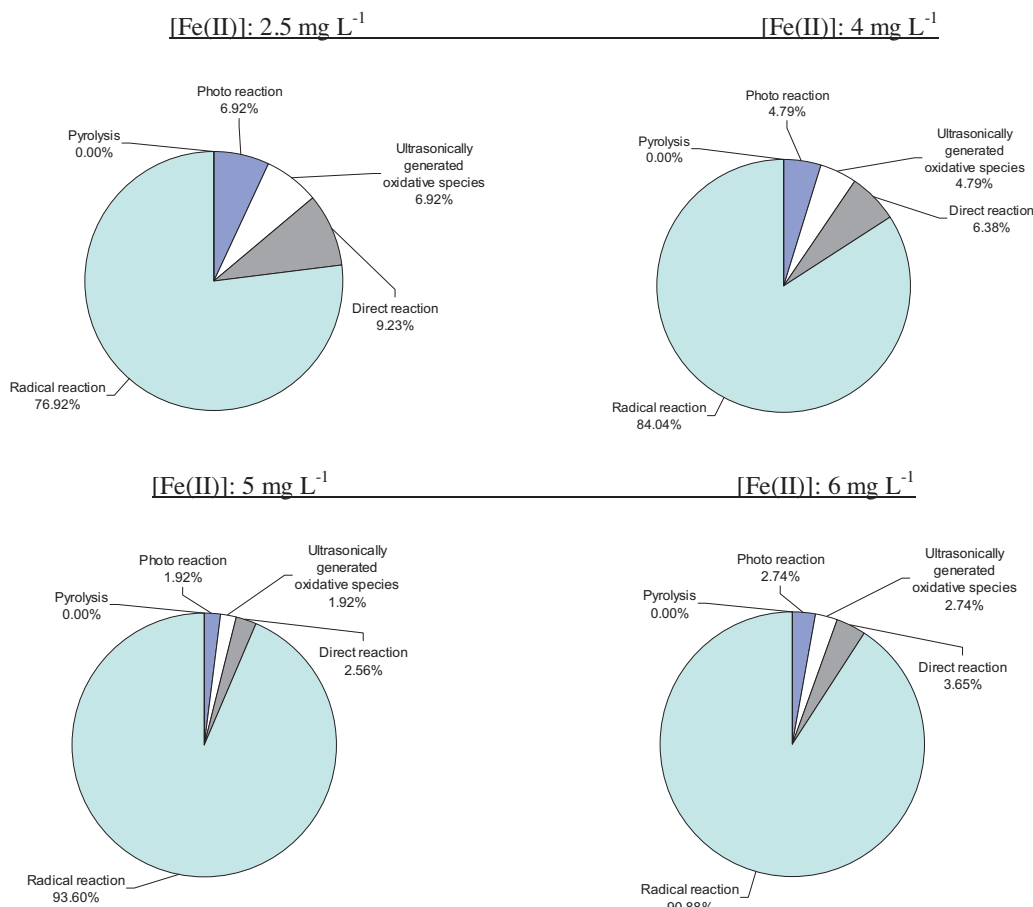 [Fe(II)]: 2.5 mg L-1
Photo reaction
6.92%
Pyrolysis
0.00%
Ultrasonically
generated
oxidative species
6.92%
Direct reaction
9.23%
Radical reaction
76.92%
[Fe(II)]: 4 mg L-1
Photo reaction
4.79%
Pyrolysis
0.00%
Ultrasonically
generated
oxidative species
4.79%
Direct reaction
6.38%
Radical reaction
84.04%
[Fe(II)]: 5 mg L-1
Photo reaction
1.92%
Pyrolysis
0.00%
Ultrasonically
generated
oxidative species
1.92%
Direct reaction
2.56%
Radical reaction
93.60%
[Fe(II)]: 6 mg L-1
Photo reaction
2.74%
Pyrolysis
0.00%
Ultrasonically
generated
oxidative species
2.74%
Direct reaction
3.65%
Radical reaction
90.88%